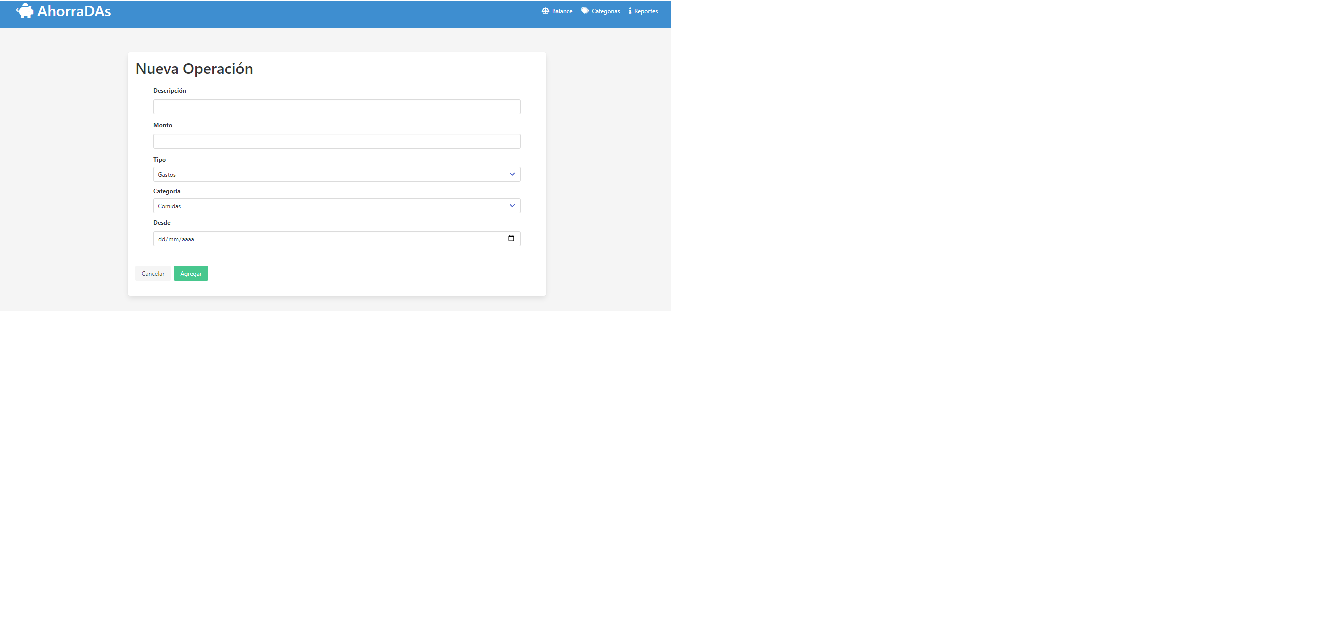 AhorraDAs
Balance Categorías Reportes
Nueva Operación
Descripción
Monto
Tipo
Gastos
Categoría
Comidas
Desde
dd/mm/aaaa
Cancelar Agregar